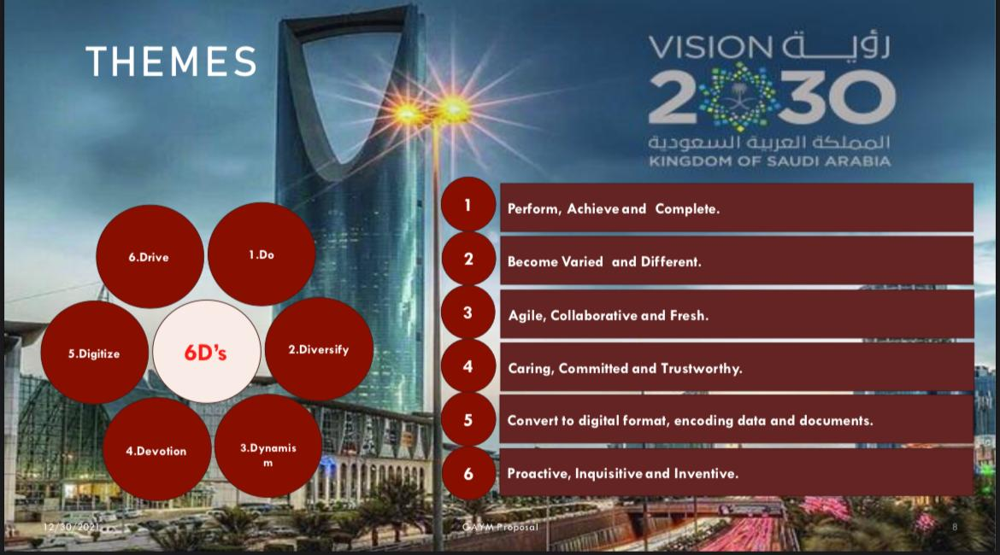 THEMES
VISION رؤيــة
2030
المملكة العربية السعودية
KINGDOM OF SAUDI ARABIA
6.Drive
1.Do
5.Digitize
6D's
2.Diversify
4.Devotion
3.Dynamis
m
1
Perform, Achieve and Complete.
2
Become Varied and Different.
3
Agile, Collaborative and Fresh.
4
Caring, Committed and Trustworthy.
5
Convert to digital format, encoding data and documents.
6
Proactive, Inquisitive and Inventive.
12/30/2021
GAYM Proposal
8